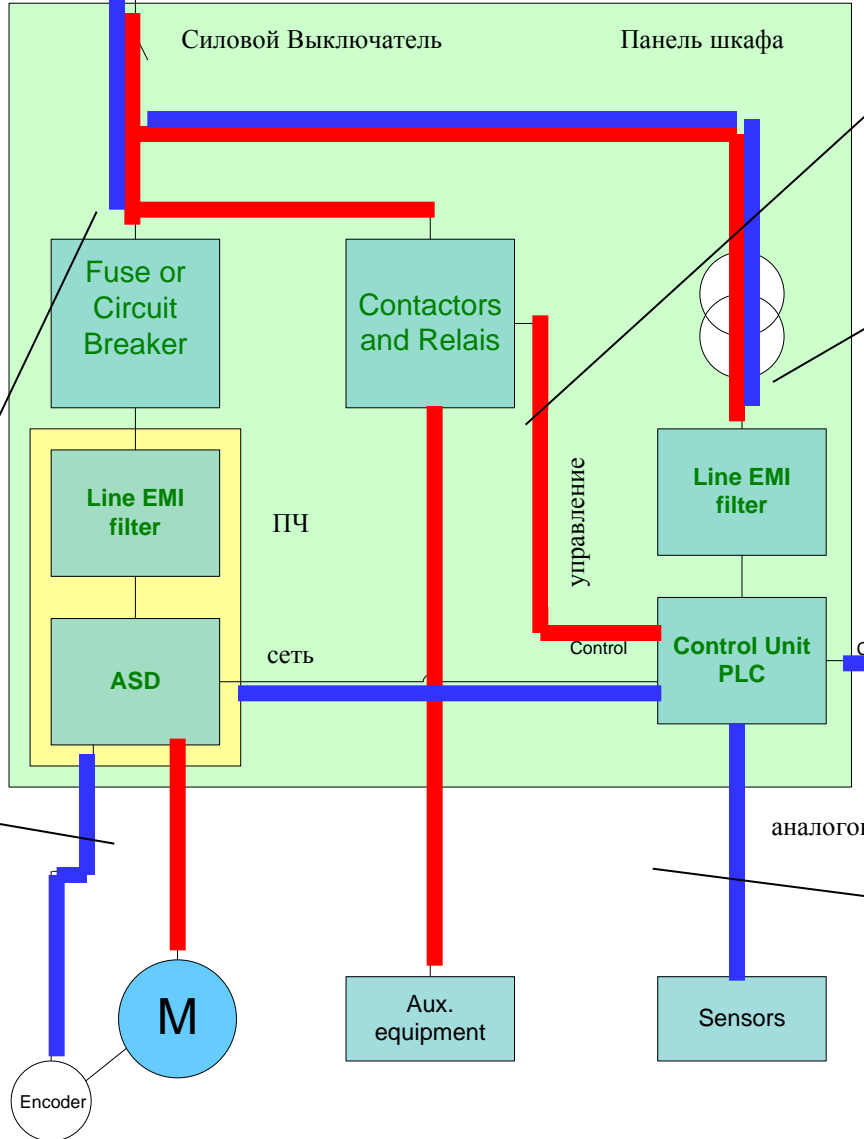 Силовой Выключатель
Панель шкафа
Fuse or
Circuit
Breaker
Contactors
and Relais
Line EMI
filter
ПЧ
управление
Line EMI
filter
ASD
сеть
Control
Control Unit
PLC
M
Encoder
Aux.
equipment
Sensors